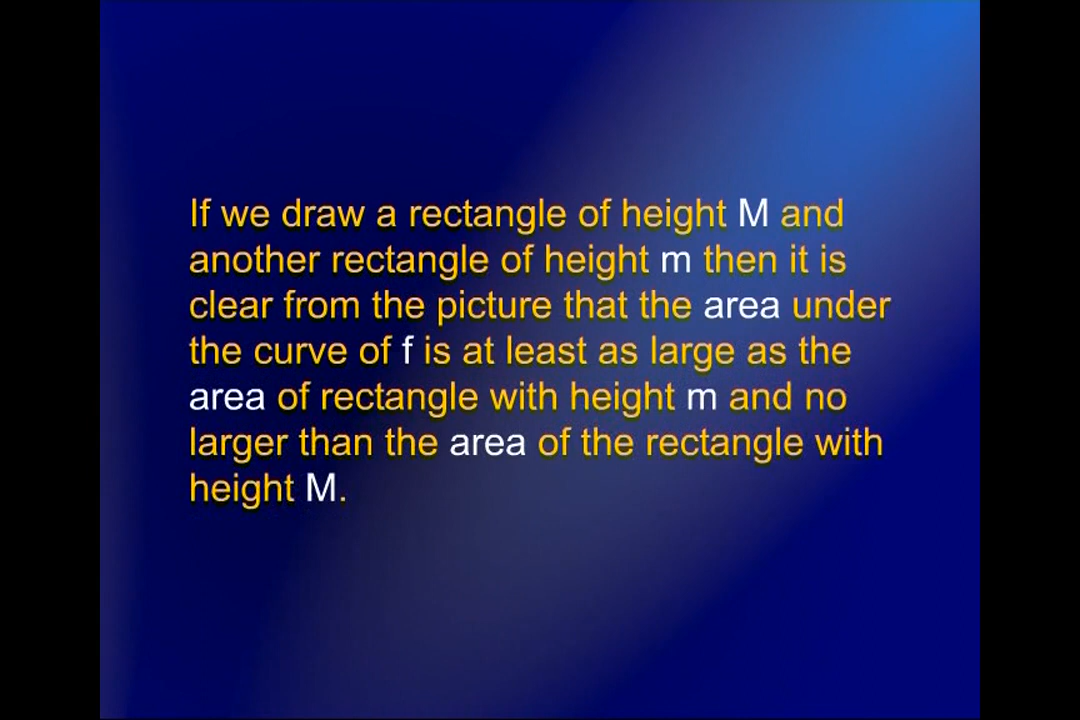 If we draw a rectangle of height M and
another rectangle of height m then it is
clear from the picture that the area under
the curve of f is at least as large as the
area of rectangle with height m and no
larger than the area of the rectangle with
height M.